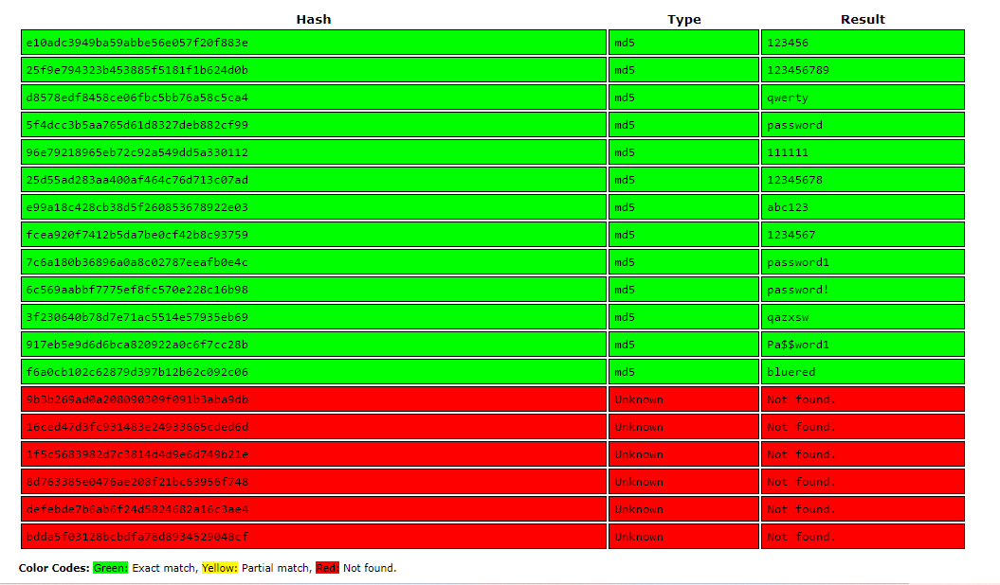 Hash Type Result
e10adc3949ba59abbe56e057f20f883e md5 123456
25f9e794323b453885f5181f1b624d0b md5 123456789
d8578edf8458ce06fbc5bb76a58c5ca4 md5 qwerty
5f4dcc3b5aa765d61d8327deb882cf99 md5 password
96e79218965eb72c92a549dd5a330112 md5 111111
25d55ad283aa400af464c76d713c07ad md5 12345678
e99a18c428cb38d5f260853678922e03 md5 abc123
fcea920f7412b5da7be0cf42b8c93759 md5 1234567
7c6a180b36896a0a8c02787eeafb0e4c md5 password1
6c569aabbf7775ef8fc570e228c16b98 md5 password!
3f230640b78d7e71ac5514e57935eb69 md5 qazxsw
917eb5e9d6d6bca820922a0c6f7cc28b md5 Pa$$word1
f6a0cb102c62879d397b12b62c092c06 md5 bluered
9b3b269ad0a208090309f091b3aba9db Unknown Not found.
16ced47d3fc931483e24933665cded6d Unknown Not found.
1f5c5683982d7c3814d4d9e6d749b21e Unknown Not found.
8d763385e0476ae208f21bc63956f748 Unknown Not found.
defebde7b6ab6f24d5824682a16c3ae4 Unknown Not found.
bdda5f03128bcbdfa78d8934529048cf Unknown Not found.
Color Codes: Green: Exact match, Yellow: Partial match, Red: Not found.